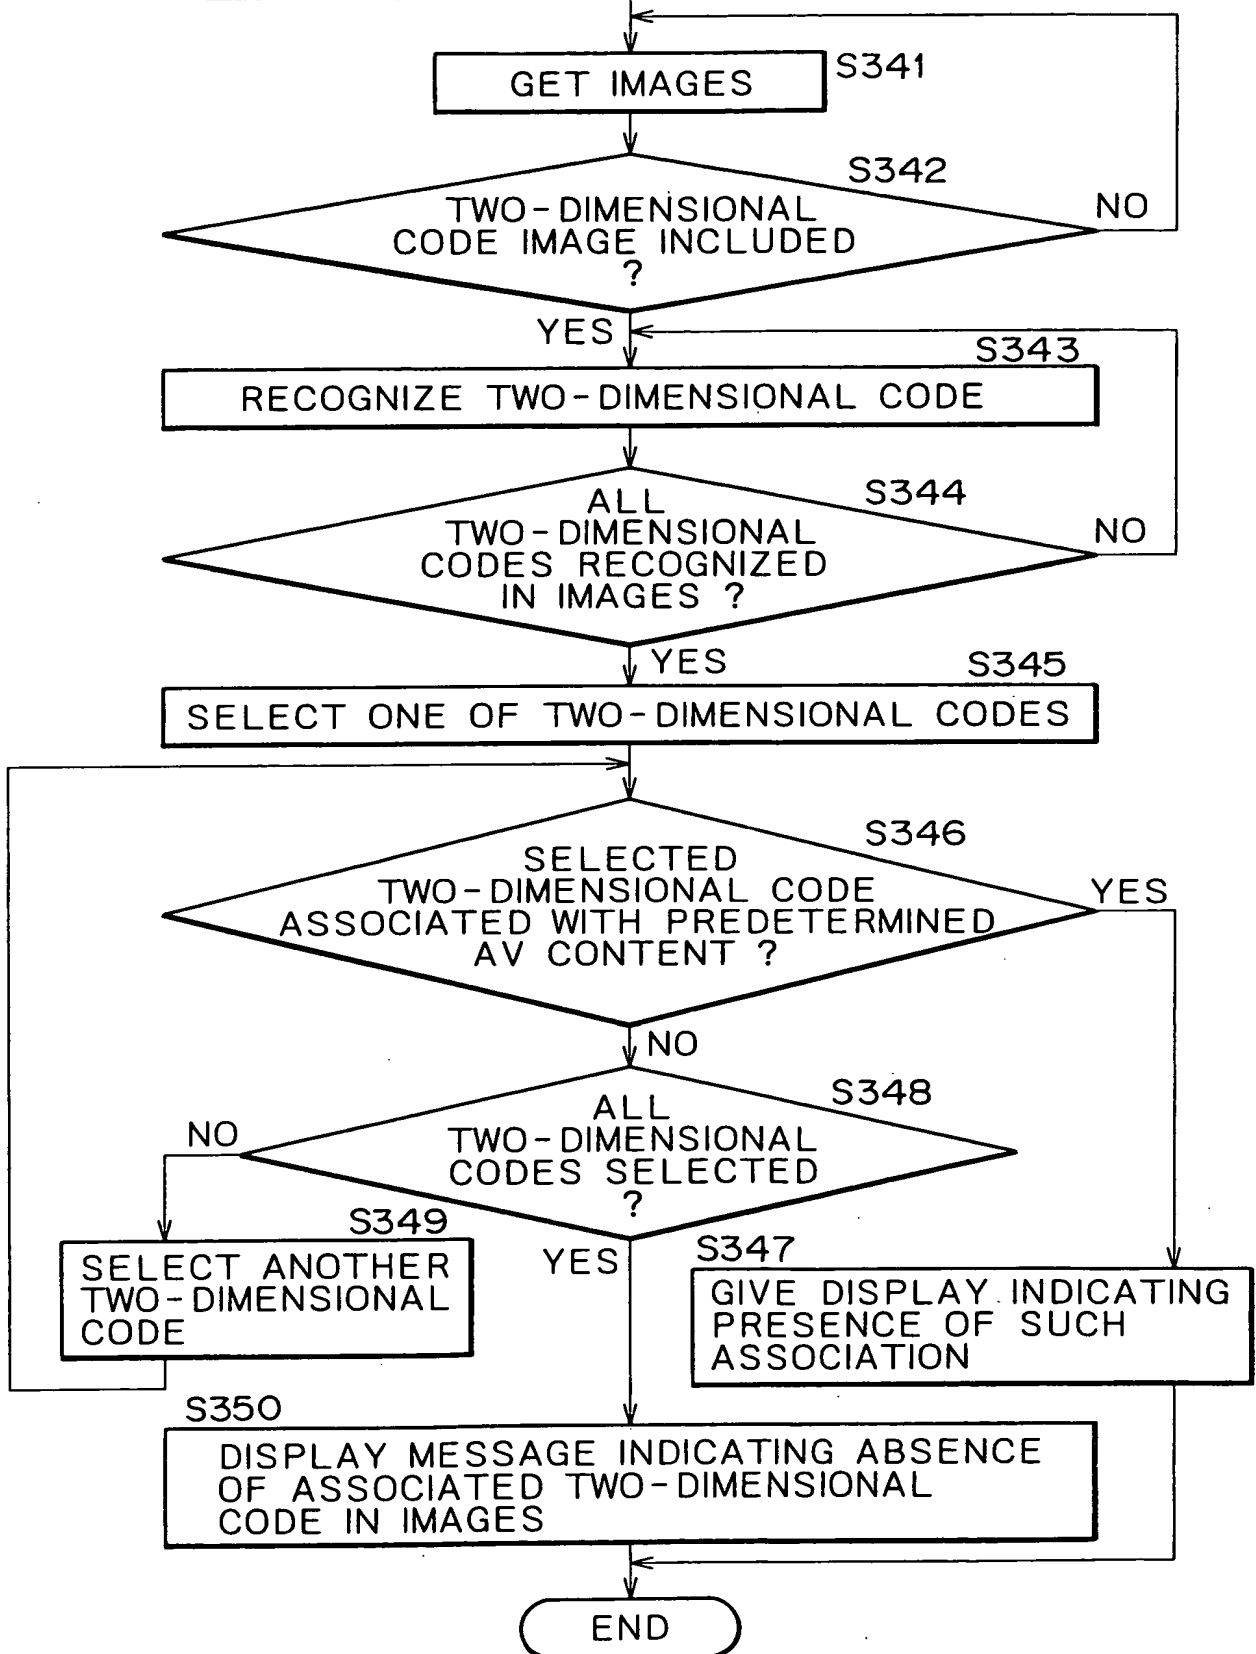 GET IMAGES
S341
S342
TWO-DIMENSIONAL
CODE IMAGE INCLUDED
?
NO
YES
S343
RECOGNIZE TWO-DIMENSIONAL CODE
S344
ALL
TWO-DIMENSIONAL
CODES RECOGNIZED
IN IMAGES ?
NO
YES
S345
SELECT ONE OF TWO-DIMENSIONAL CODES
S346
SELECTED
TWO-DIMENSIONAL CODE
ASSOCIATED WITH PREDETERMINED
AV CONTENT ?
YES
NO
S348
ALL
TWO-DIMENSIONAL
CODES SELECTED
?
NO
YES
S349
SELECT ANOTHER
TWO-DIMENSIONAL
CODE
S347
GIVE DISPLAY INDICATING
PRESENCE OF SUCH
ASSOCIATION
S350
DISPLAY MESSAGE INDICATING ABSENCE
OF ASSOCIATED TWO-DIMENSIONAL
CODE IN IMAGES
END